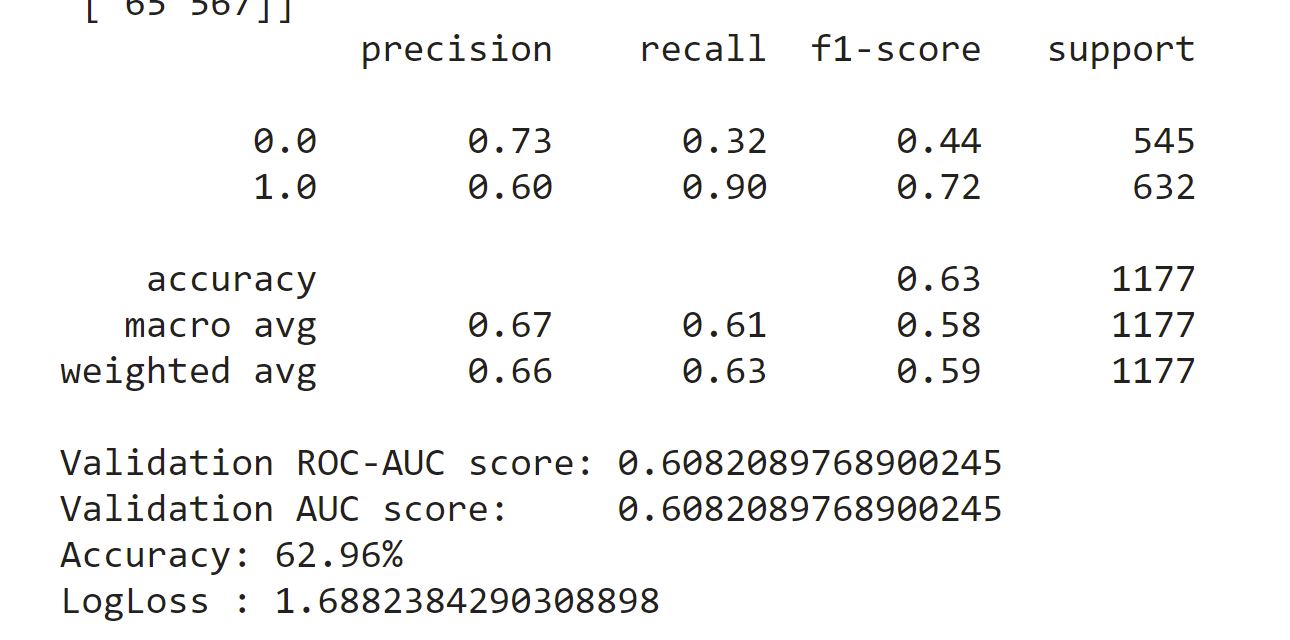 [ 65 567]]
precision recall f1-score support
0.0 0.73 0.32 0.44 545
1.0 0.60 0.90 0.72 632
accuracy 0.63 1177
macro avg 0.67 0.61 0.58 1177
weighted avg 0.66 0.63 0.59 1177
Validation ROC-AUC score: 0.6082089768900245
Validation AUC score: 0.6082089768900245
Accuracy: 62.96%
LogLoss : 1.6882384290308898